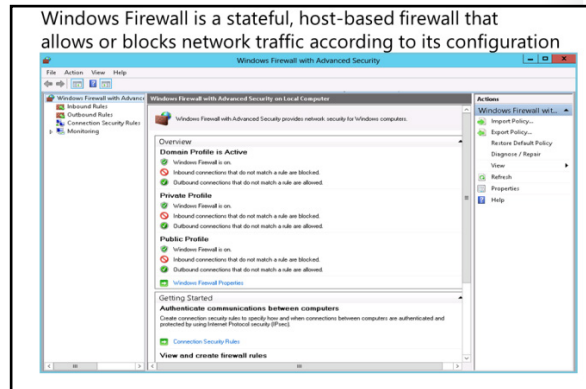 Windows Firewall is a stateful, host-based firewall that
allows or blocks network traffic according to its configuration
Windows Firewall with Advanced Security
File Action View Help
Windows Firewall with Advance
Inbound Rules
Outbound Rules
Connection Security Rules
Monitoring
Windows Firewall with Advanced Security on Local Computer
Windows Firewall with Advanced Security provides network security for Windows computers.
Overview
Domain Profile is Active
Windows Firewall is on.
Inbound connections that do not match a rule are blocked.
Outbound connections that do not match a rule are allowed.
Private Profile
Windows Firewall is on.
Inbound connections that do not match a rule are blocked.
Outbound connections that do not match a rule are allowed.
Public Profile
Windows Firewall is on.
Inbound connections that do not match a rule are blocked.
Outbound connections that do not match a rule are allowed.
Windows Firewall Properties
Getting Started
Authenticate communications between computers
Create connection security rules to specify how and when connections between computers are authenticated and
protected by using Internet Protocol security (IPsec).
Connection Security Rules
View and create firewall rules
Actions
Windows Firewall wit...
Import Policy...
Export Policy...
Restore Default Policy
Diagnose / Repair
View
Refresh
Properties
Help